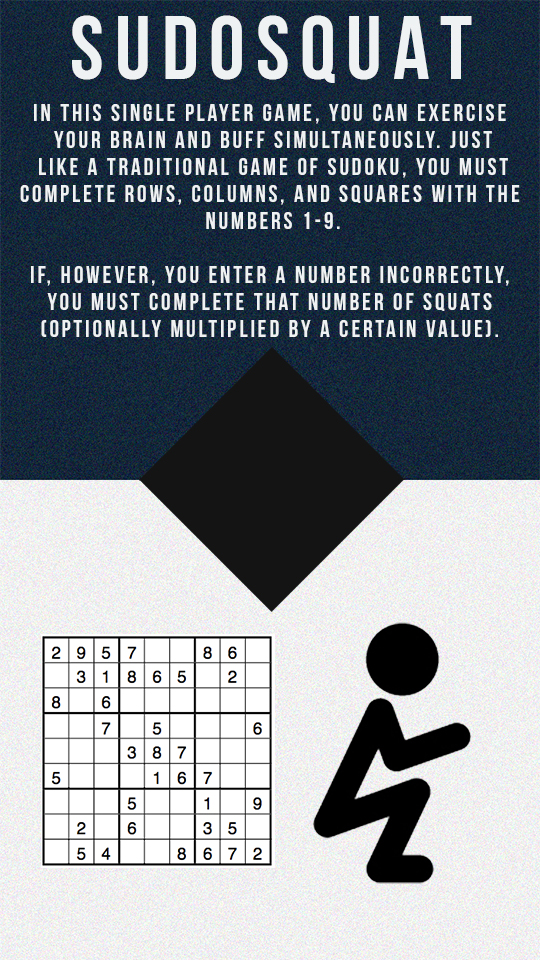 SUDOSQUAT
IN THIS SINGLE PLAYER GAME, YOU CAN EXERCISE
YOUR BRAIN AND BUFF SIMULTANEOUSLY. JUST
LIKE A TRADITIONAL GAME OF SUDOKU, YOU MUST
COMPLETE ROWS, COLUMNS, AND SQUARES WITH THE
NUMBERS 1-9.
IF, HOWEVER, YOU ENTER A NUMBER INCORRECTLY,
YOU MUST COMPLETE THAT NUMBER OF SQUATS
(OPTIONALLY MULTIPLIED BY A CERTAIN VALUE).
2 9 5 7 8 6
3 1 8 6 5 2
8 6
7 5 6
3 8 7
5 1 6 7
5 1 9
2 6 3 5
5 4 8 6 7 2